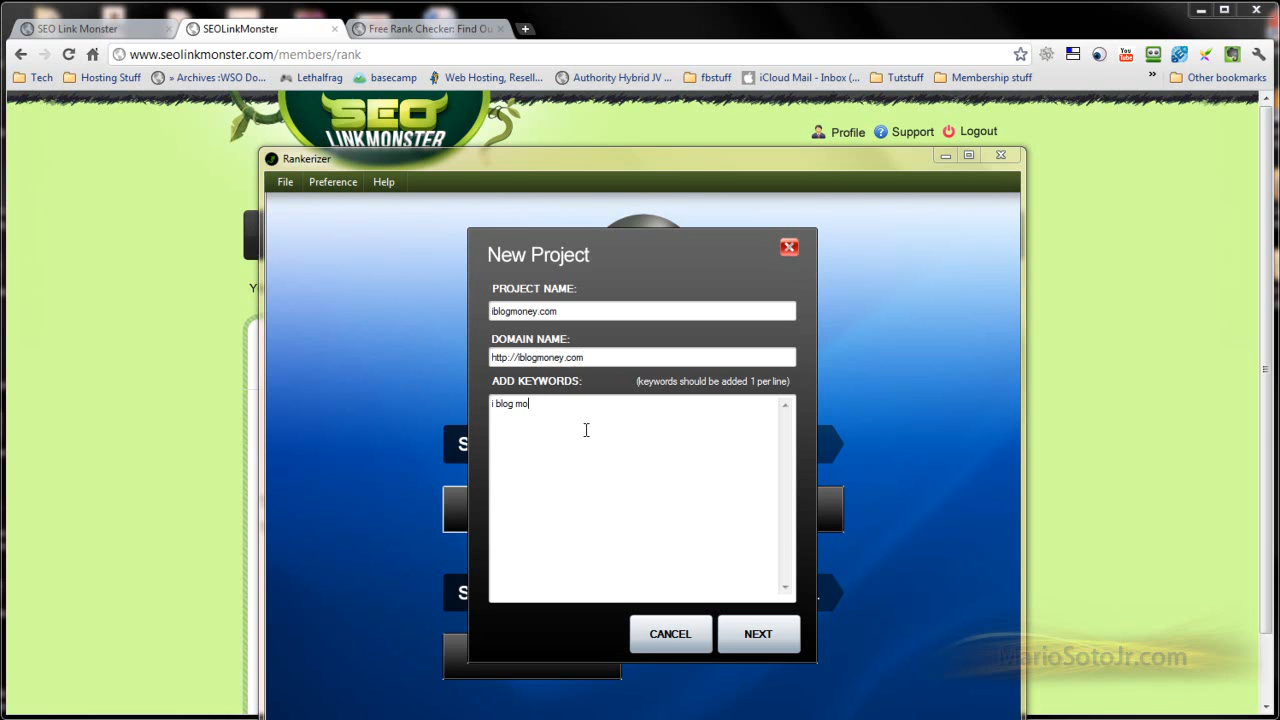 SEO Link Monster
SEOLinkMonster
Free Rank Checker: Find Ou
www.seolinkmonster.com/members/rank
Tech
Hosting Stuff
» Archives :WSO Do...
Lethalfrag
basecamp
Web Hosting, Resell...
Authority Hybrid JV ...
fbstuff
iCloud Mail - Inbox (...
Tutstuff
Membership stuff
»
Other bookmarks
You Tube
SEO
LINKMONSTER
Profile
Support
Logout
Rankerizer
File
Preference
Help
New Project
PROJECT NAME:
iblogmoney.com
DOMAIN NAME:
http://iblogmoney.com
ADD KEYWORDS:
(keywords should be added 1 per line)
i blog mo
CANCEL
NEXT
MarioSotoJr.com